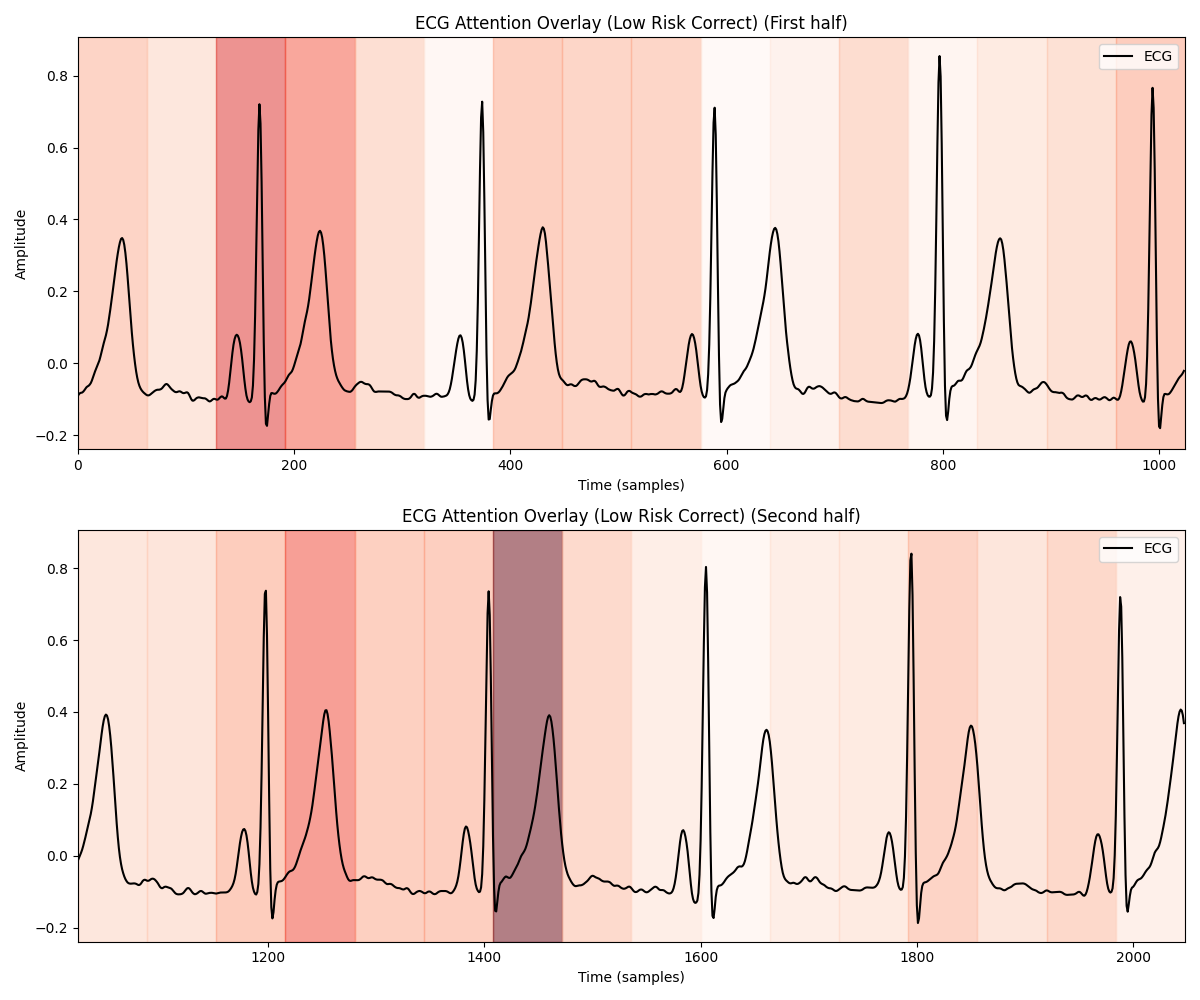 ECG Attention Overlay (Low Risk Correct) (First half)
ECG
Amplitude
0.8
0.6
0.4
0.2
0.0
−0.2
0 200 400 600 800 1000
Time (samples)
ECG Attention Overlay (Low Risk Correct) (Second half)
ECG
Amplitude
0.8
0.6
0.4
0.2
0.0
−0.2
1200 1400 1600 1800 2000
Time (samples)